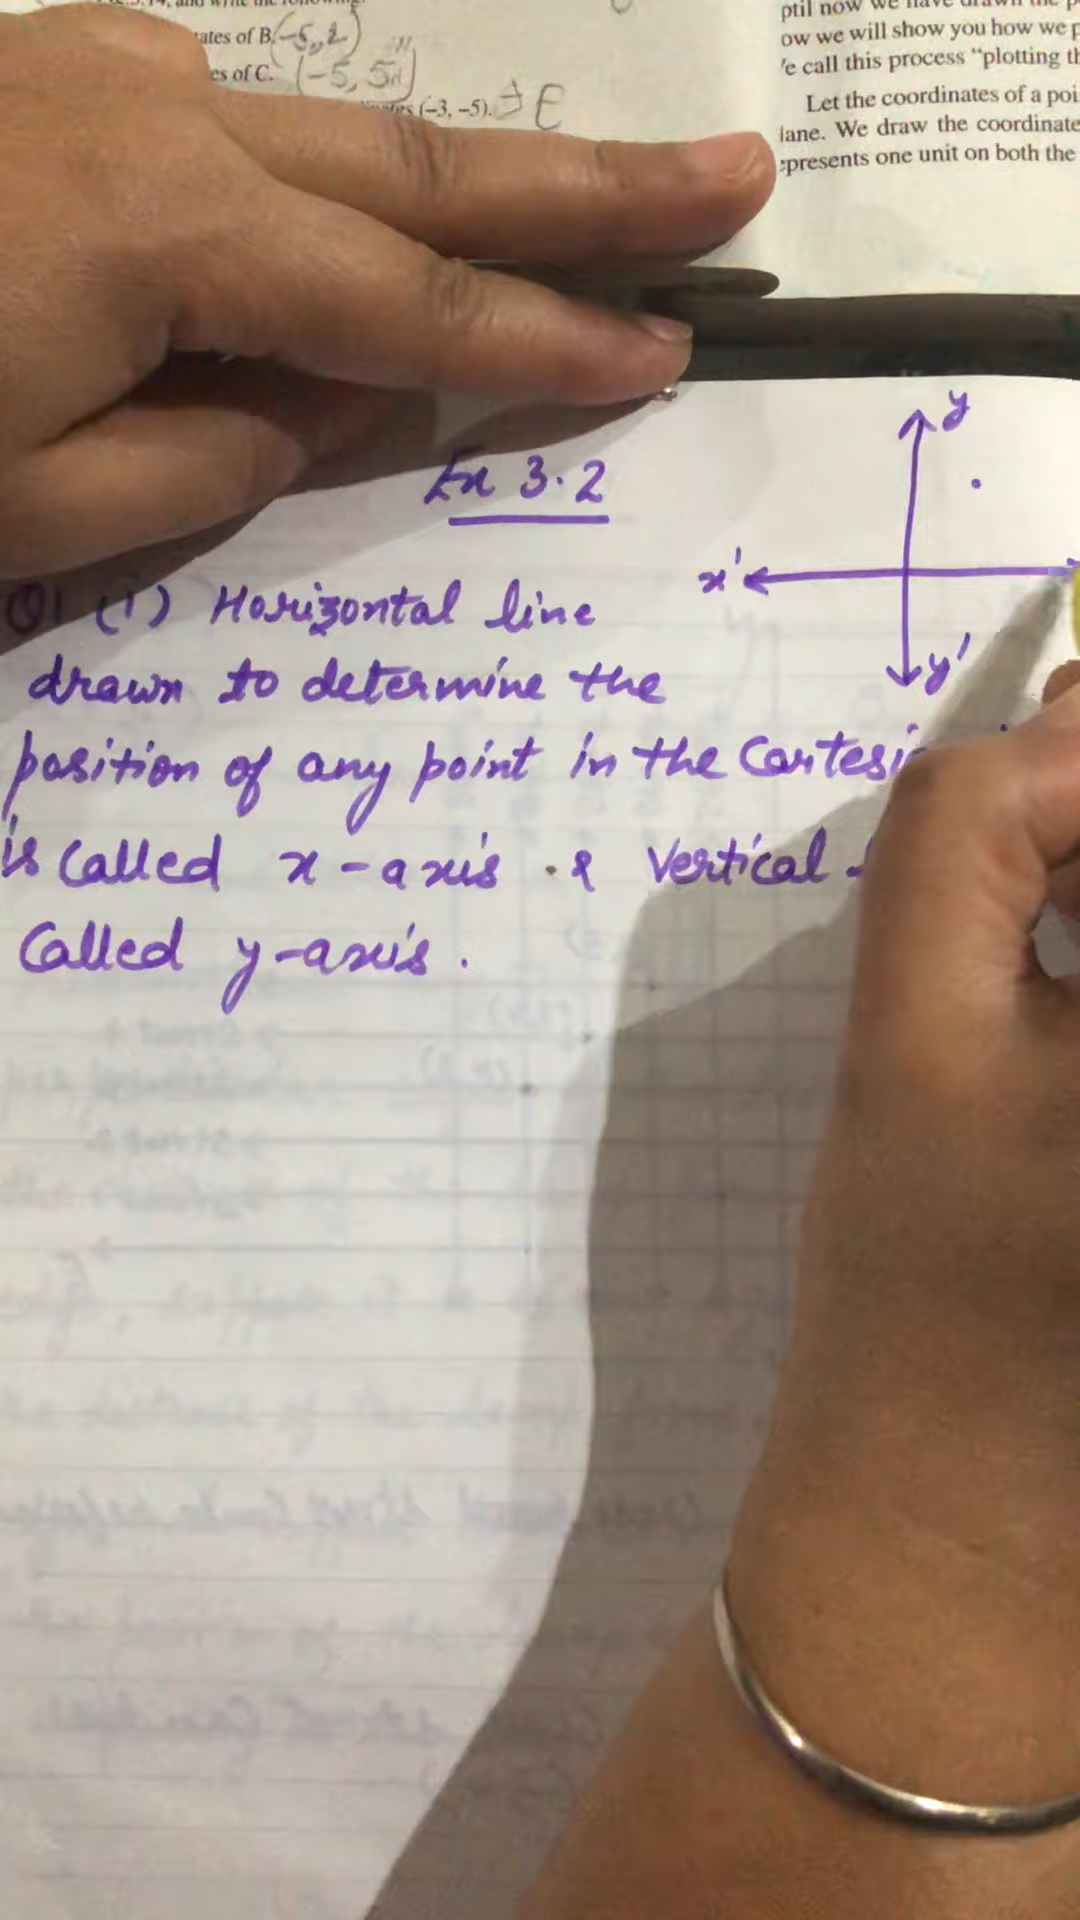 ates of B. (-5, 2)
es of C. (-5, 5
(-3, -5). E
ptil now we have drawn the
ow we will show you how we p
e call this process "plotting th
Let the coordinates of a poi
lane. We draw the coordinate
epresents one unit on both the
Ex 3.2
y
x'
y'
Q1 (i) Horizontal line
drawn to determine the
position of any point in the Cartesi
is called x-axis & vertical
Called y-axis.